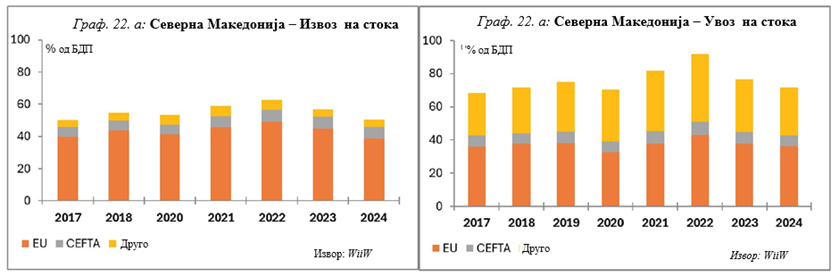 Граф. 22. а: Северна Македонија – Извоз на стока
% од БДП
100
80
60
40
20
0
2017 2018 2020 2021 2022 2023 2024
EU CEFTA Друго
Извор: WiiW
Граф. 22. а: Северна Македонија – Увоз на стока
% од БДП
100
80
60
40
20
0
2017 2018 2019 2020 2021 2022 2023 2024
EU CEFTA Друго
Извор: WiiW